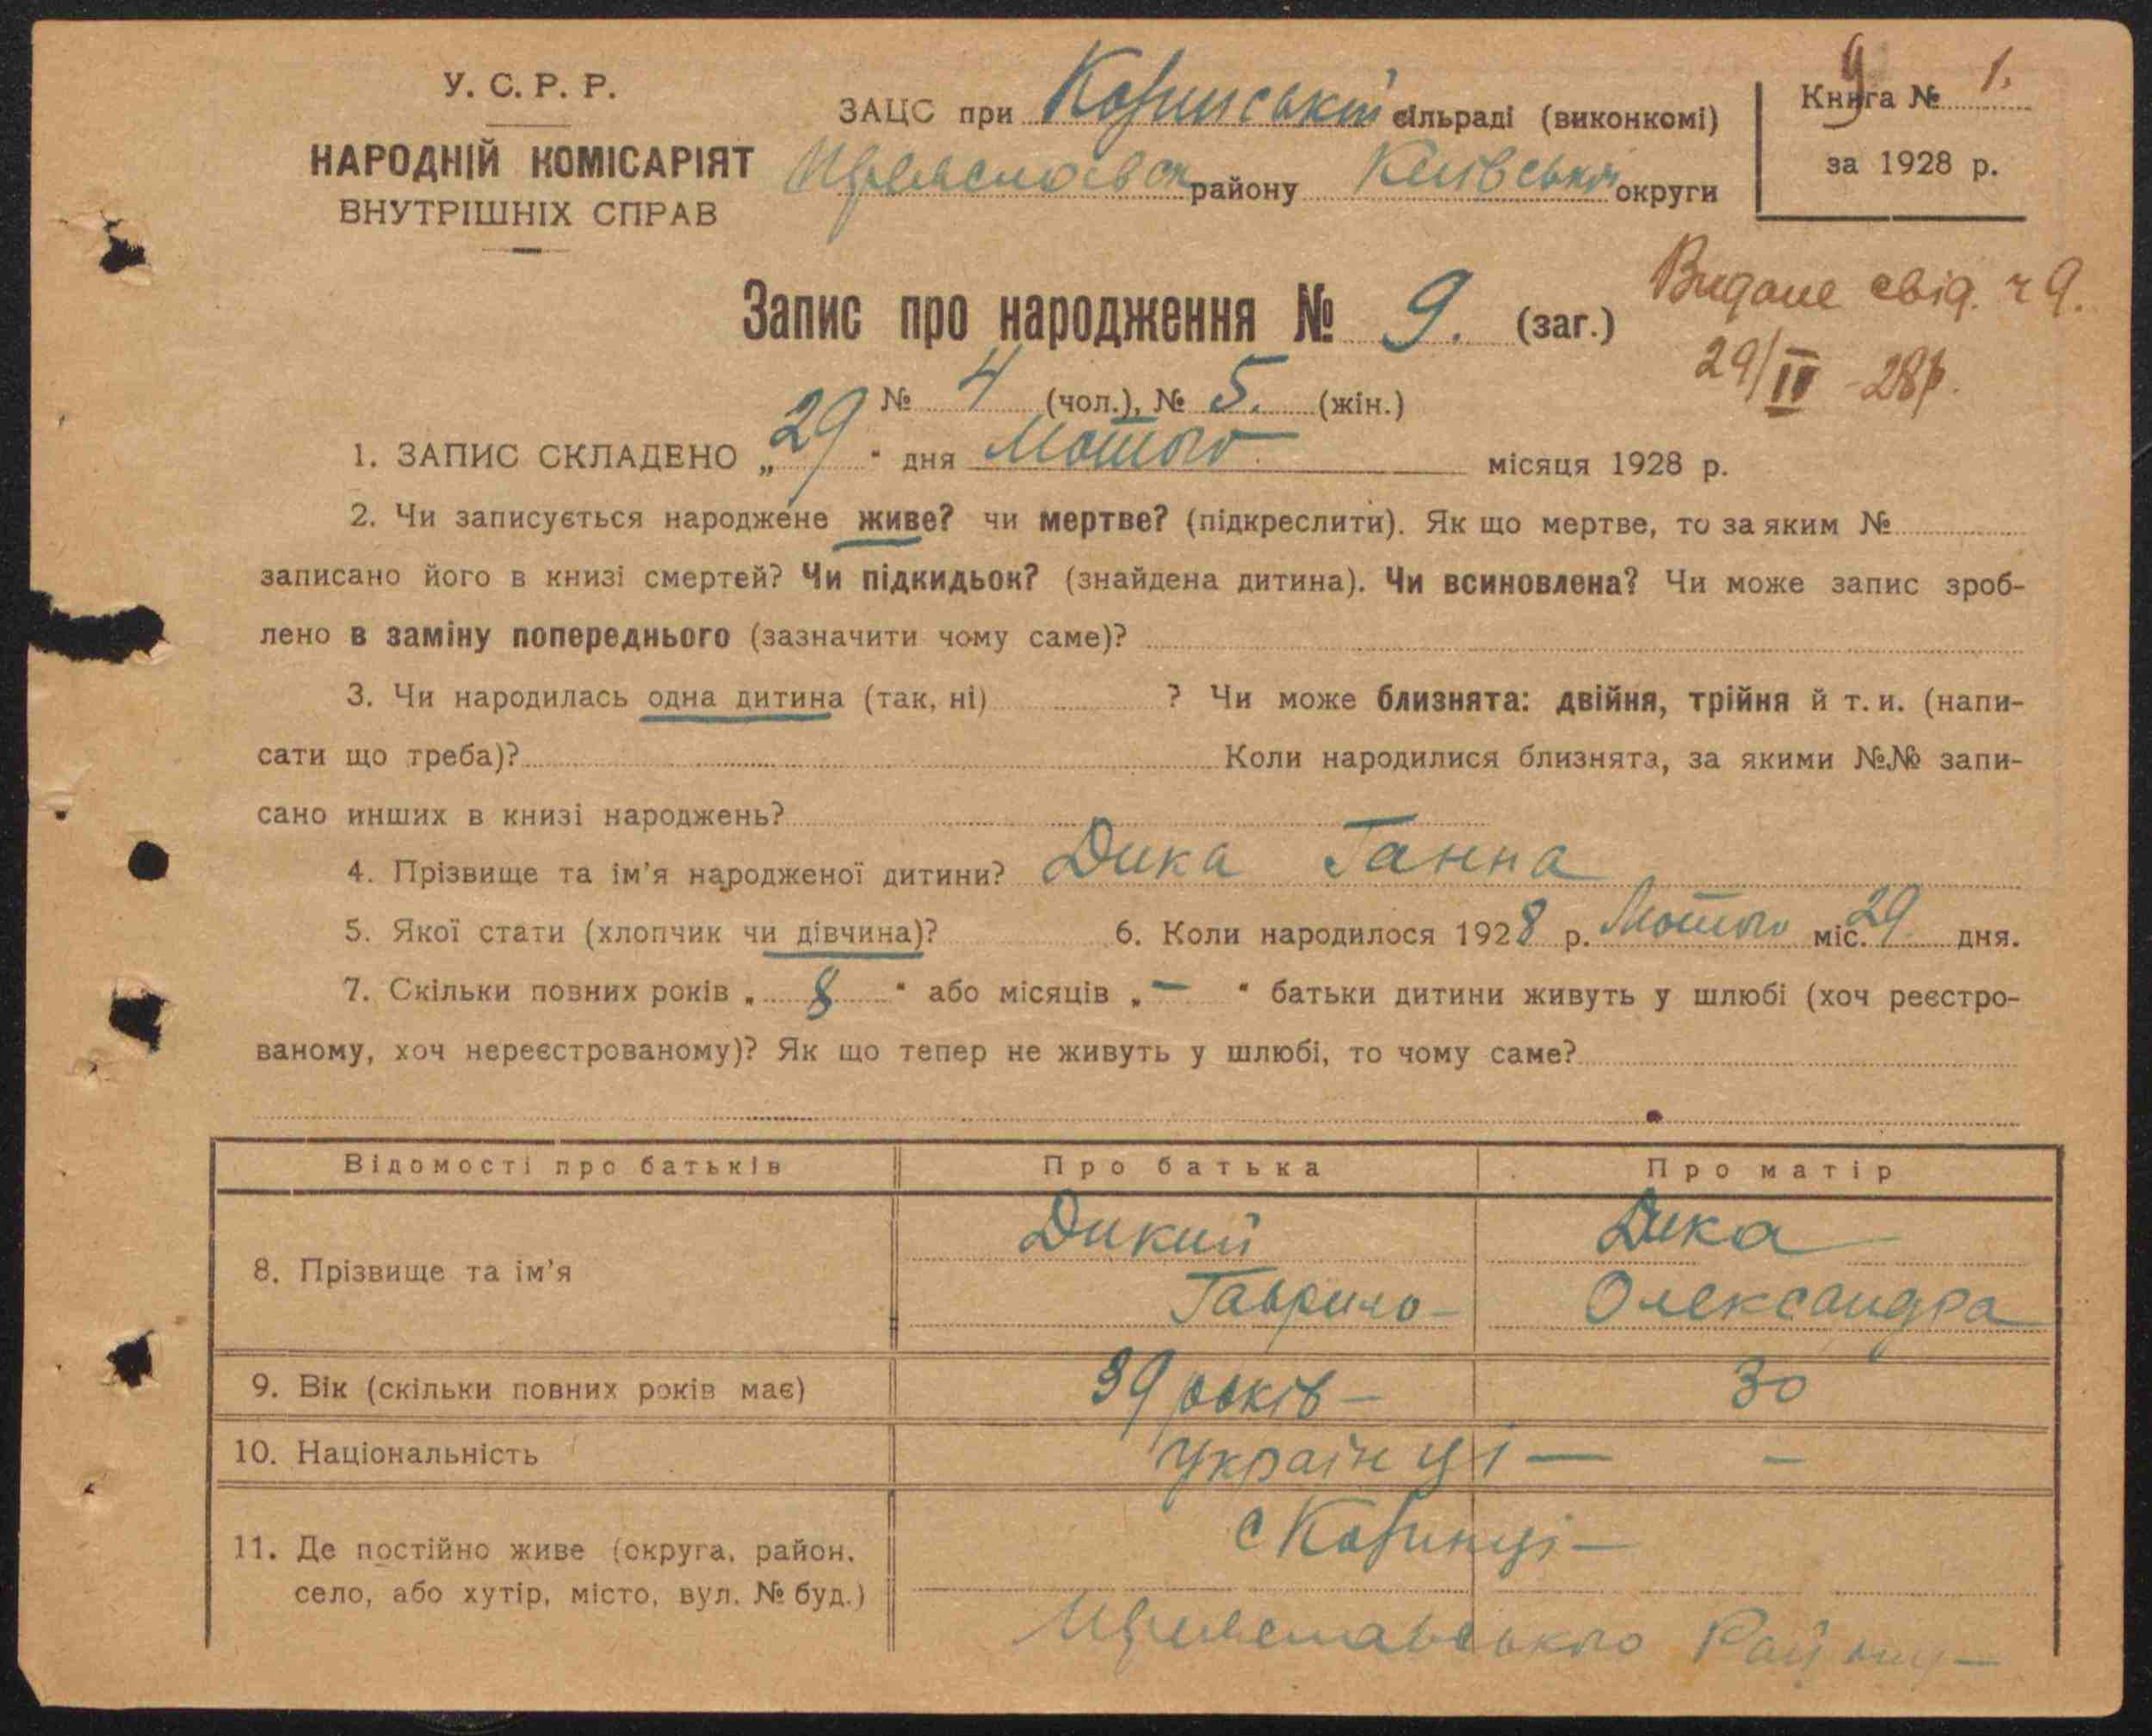 У. С. Р. Р.
НАРОДНІЙ КОМІСАРІЯТ
ВНУТРІШНІХ СПРАВ
ЗАЦС при сільраді (виконкомі)
району Київської округи
Книга № 1.
9
за 1928 р.
Запис про народження № 9. (заг.)
Видане свід. ч 9.
29/IV -28р.
№ 4 (чол.), № 5. (жін.)
1. ЗАПИС СКЛАДЕНО „29“ дня Лютого місяця 1928 р.
2. Чи записується народжене живе? чи мертве? (підкреслити). Як що мертве, то за яким №
записано його в книзі смертей? Чи підкидьок? (знайдена дитина). Чи всиновлена? Чи може запис зроб-
лено в заміну попереднього (зазначити чому саме)?
3. Чи народилась одна дитина (так, ні) ? Чи може близнята: двійня, трійня й т. и. (напи-
сати що треба)? Коли народилися близнята, за якими №№ запи-
сано инших в книзі народжень?
4. Прізвище та ім'я народженої дитини? Дика Ганна
5. Якої стати (хлопчик чи дівчина)? 6. Коли народилося 1928 р. Лютого міс. 29 дня.
7. Скільки повних років „8“ або місяців „—“ батьки дитини живуть у шлюбі (хоч реєстро-
ваному, хоч нереєстрованому)? Як що тепер не живуть у шлюбі, то чому саме?
Відомості про батьків Про батька Про матір
8. Прізвище та ім'я Дикий Дика
Гаврило — Олександра
9. Вік (скільки повних років має) 39 років — 30
10. Національність Українці — —
11. Де постійно живе (округа, район,
село, або хутір, місто, вул. № буд.)
с Каринці —
Району —